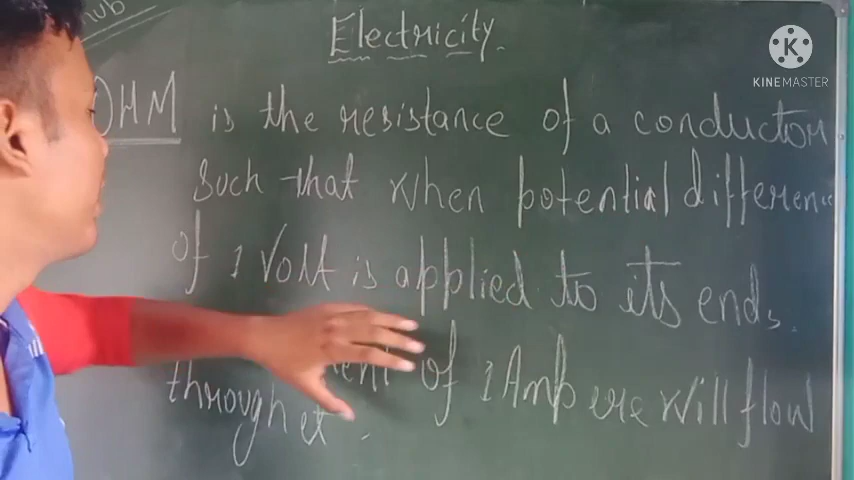 hub
Electricity.
OHM is the resistance of a conductor
Such that when potential difference
of 1 Volt is applied to its ends.
of 1 Ampere will flow
through it.
K
KINEMASTER